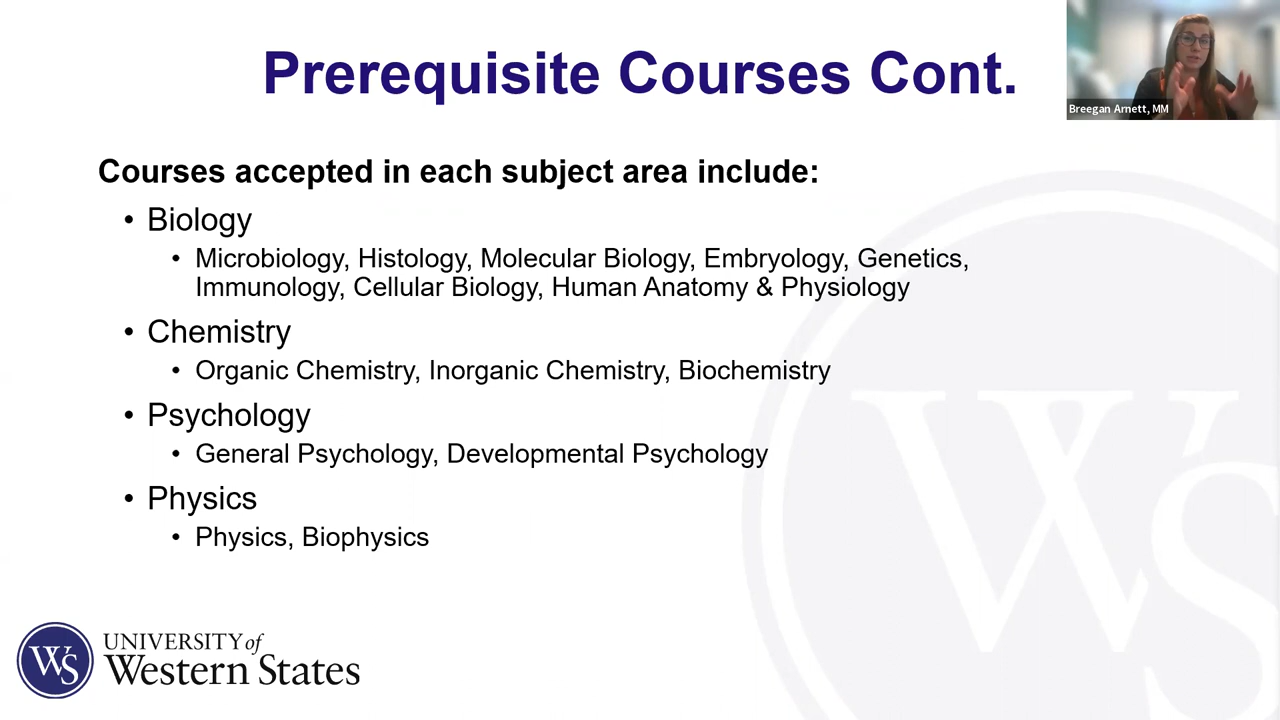 Prerequisite Courses Cont.
Breegan Arnett, MM
Courses accepted in each subject area include:
• Biology
• Microbiology, Histology, Molecular Biology, Embryology, Genetics,
Immunology, Cellular Biology, Human Anatomy & Physiology
• Chemistry
• Organic Chemistry, Inorganic Chemistry, Biochemistry
• Psychology
• General Psychology, Developmental Psychology
• Physics
• Physics, Biophysics
WS
WS
UNIVERSITY of
Western States